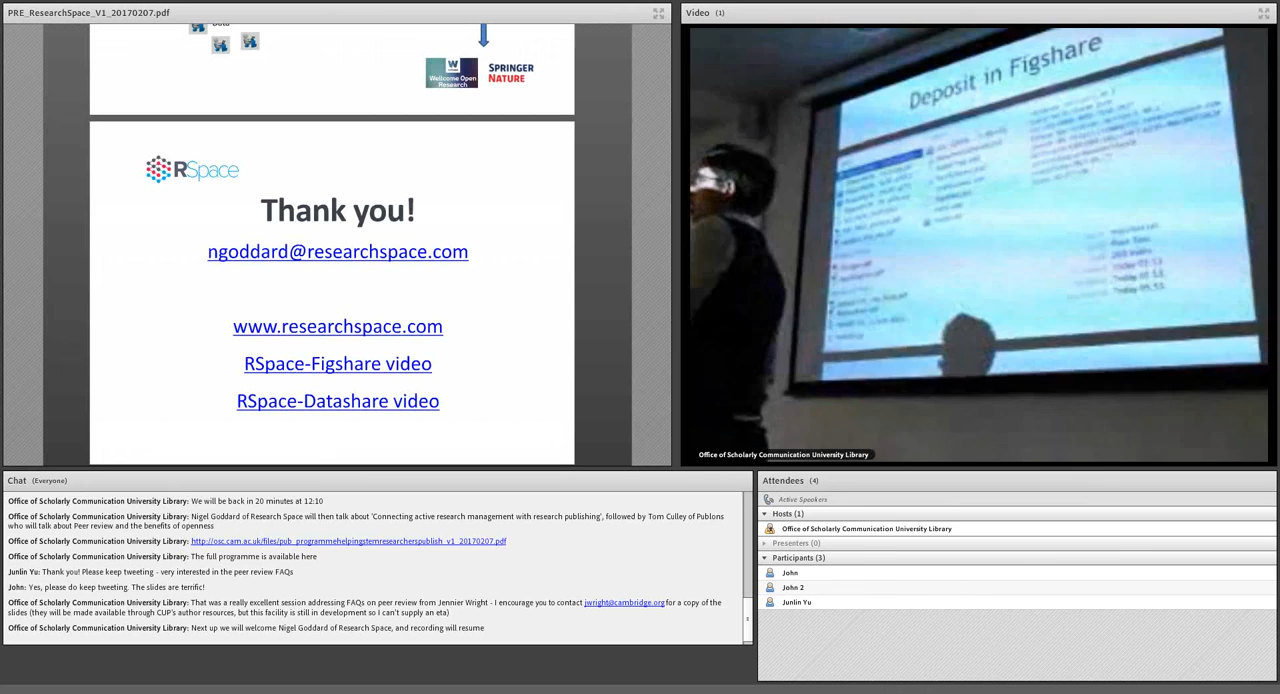 PRE_ResearchSpace_V1_20170207.pdf
W
Wellcome Open
Research
SPRINGER
NATURE
RSpace
Thank you!
ngoddard@researchspace.com
www.researchspace.com
RSpace-Figshare video
RSpace-Datashare video
Video (1)
Deposit in Figshare
Office of Scholarly Communication University Library
Chat (Everyone)
Office of Scholarly Communication University Library: We will be back in 20 minutes at 12:10
Office of Scholarly Communication University Library: Nigel Goddard of Research Space will then talk about 'Connecting active research management with research publishing', followed by Tom Culley of Publons
who will talk about Peer review and the benefits of openness
Office of Scholarly Communication University Library: http://osc.cam.ac.uk/files/pub_programmehelpingstemresearcherspublish_v1_20170207.pdf
Office of Scholarly Communication University Library: The full programme is available here
Junlin Yu: Thank you! Please keep tweeting - very interested in the peer review FAQs
John: Yes, please do keep tweeting. The slides are terrific!
Office of Scholarly Communication University Library: That was a really excellent session addressing FAQs on peer review from Jennier Wright - I encourage you to contact jwright@cambridge.org for a copy of the
slides (they will be made available through CUP's author resources, but this facility is still in development so I can't supply an eta)
Office of Scholarly Communication University Library: Next up we will welcome Nigel Goddard of Research Space, and recording will resume
Attendees (4)
Active Speakers
Hosts (1)
Office of Scholarly Communication University Library
Presenters (0)
Participants (3)
John
John 2
Junlin Yu